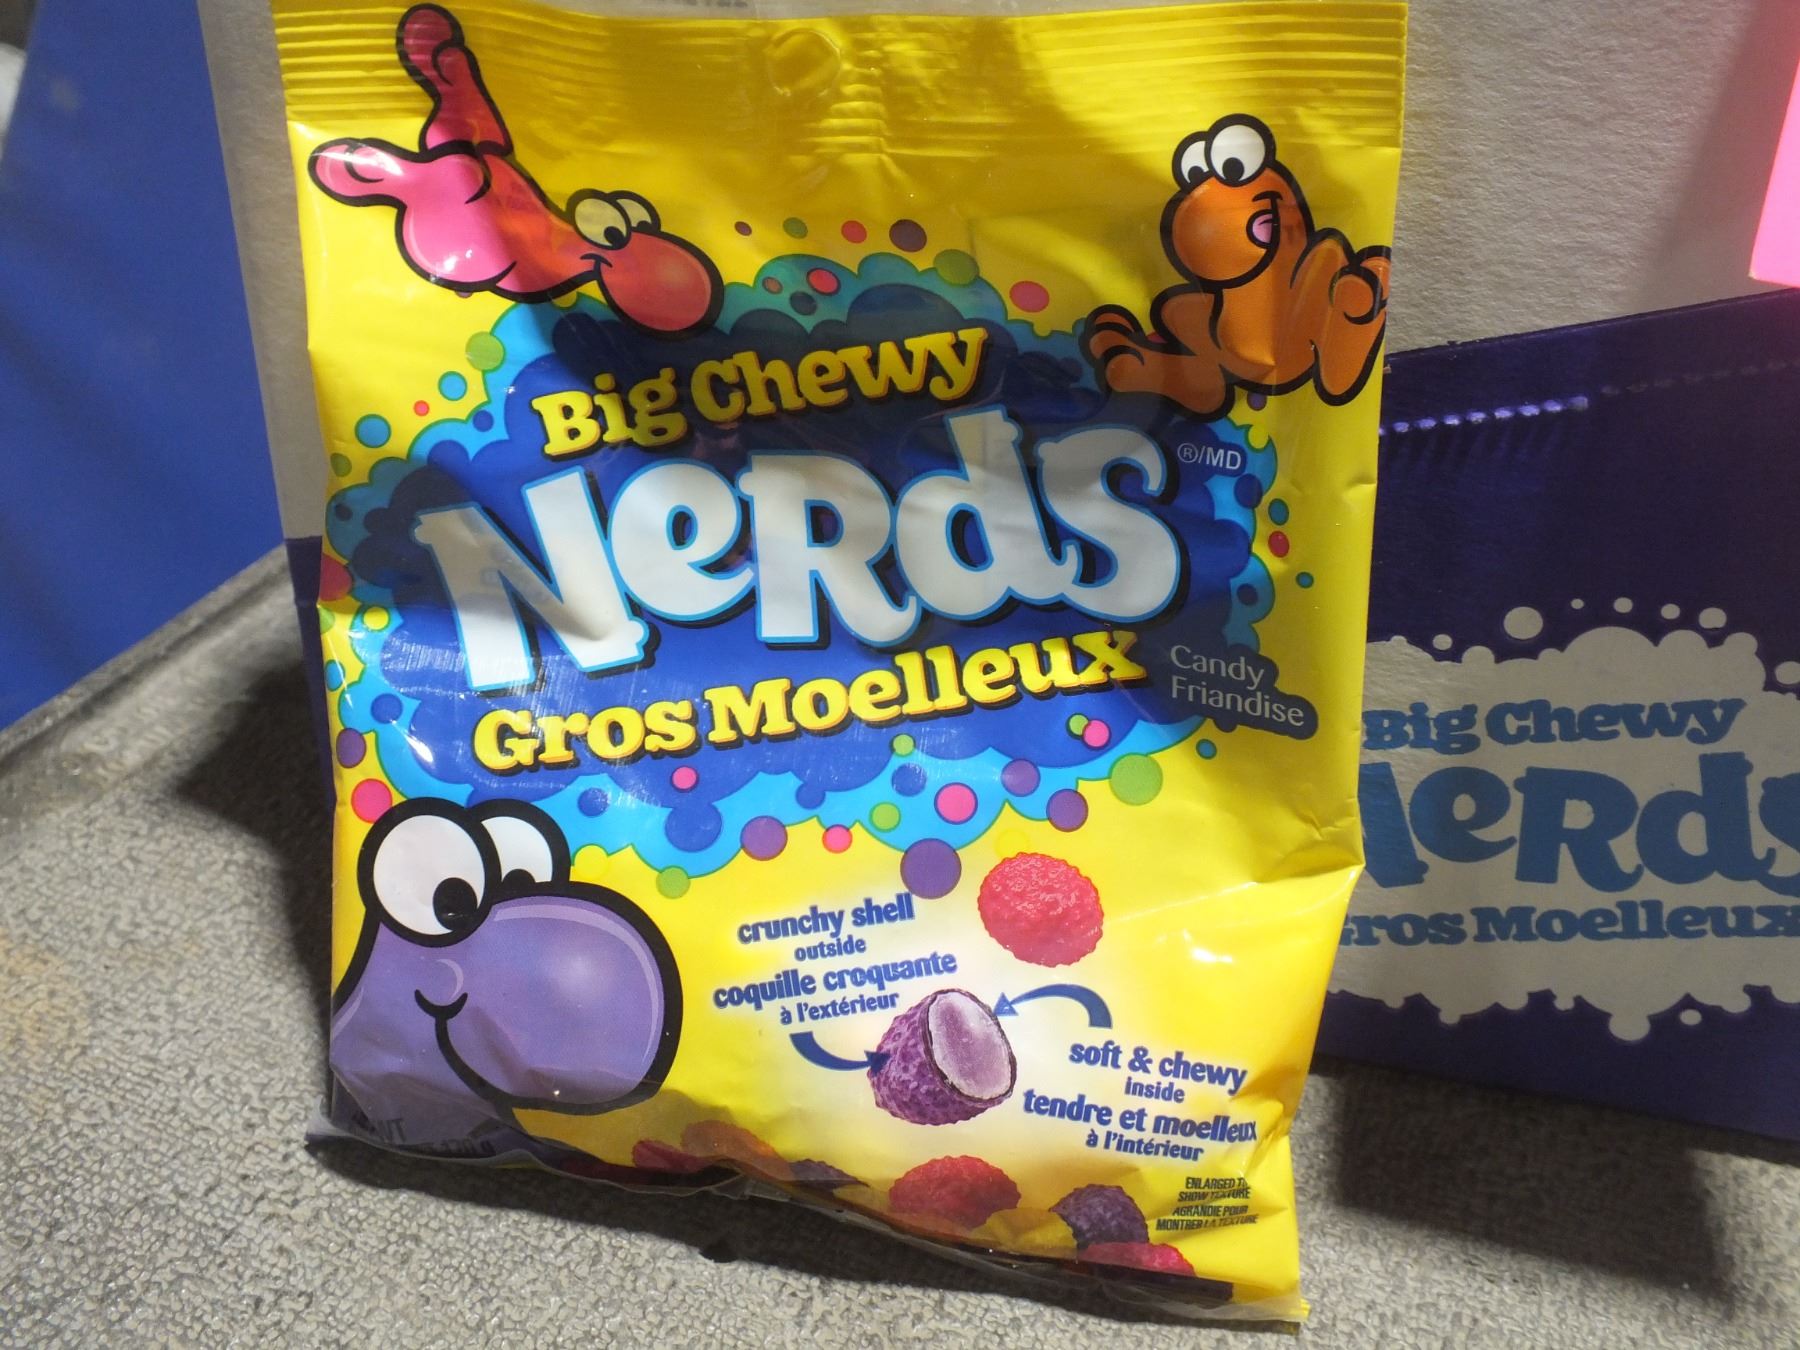 Big Chewy
NeRdS
®/MD
Gros Moelleux
Candy
Friandise
crunchy shell
outside
coquille croquante
à l'extérieur
soft & chewy
inside
tendre et moelleux
à l'intérieur
ENLARGED TO
SHOW TEXTURE
AGRANDIE POUR
MONTRER LA TEXTURE
Big Chewy
NeRdS
Gros Moelleux